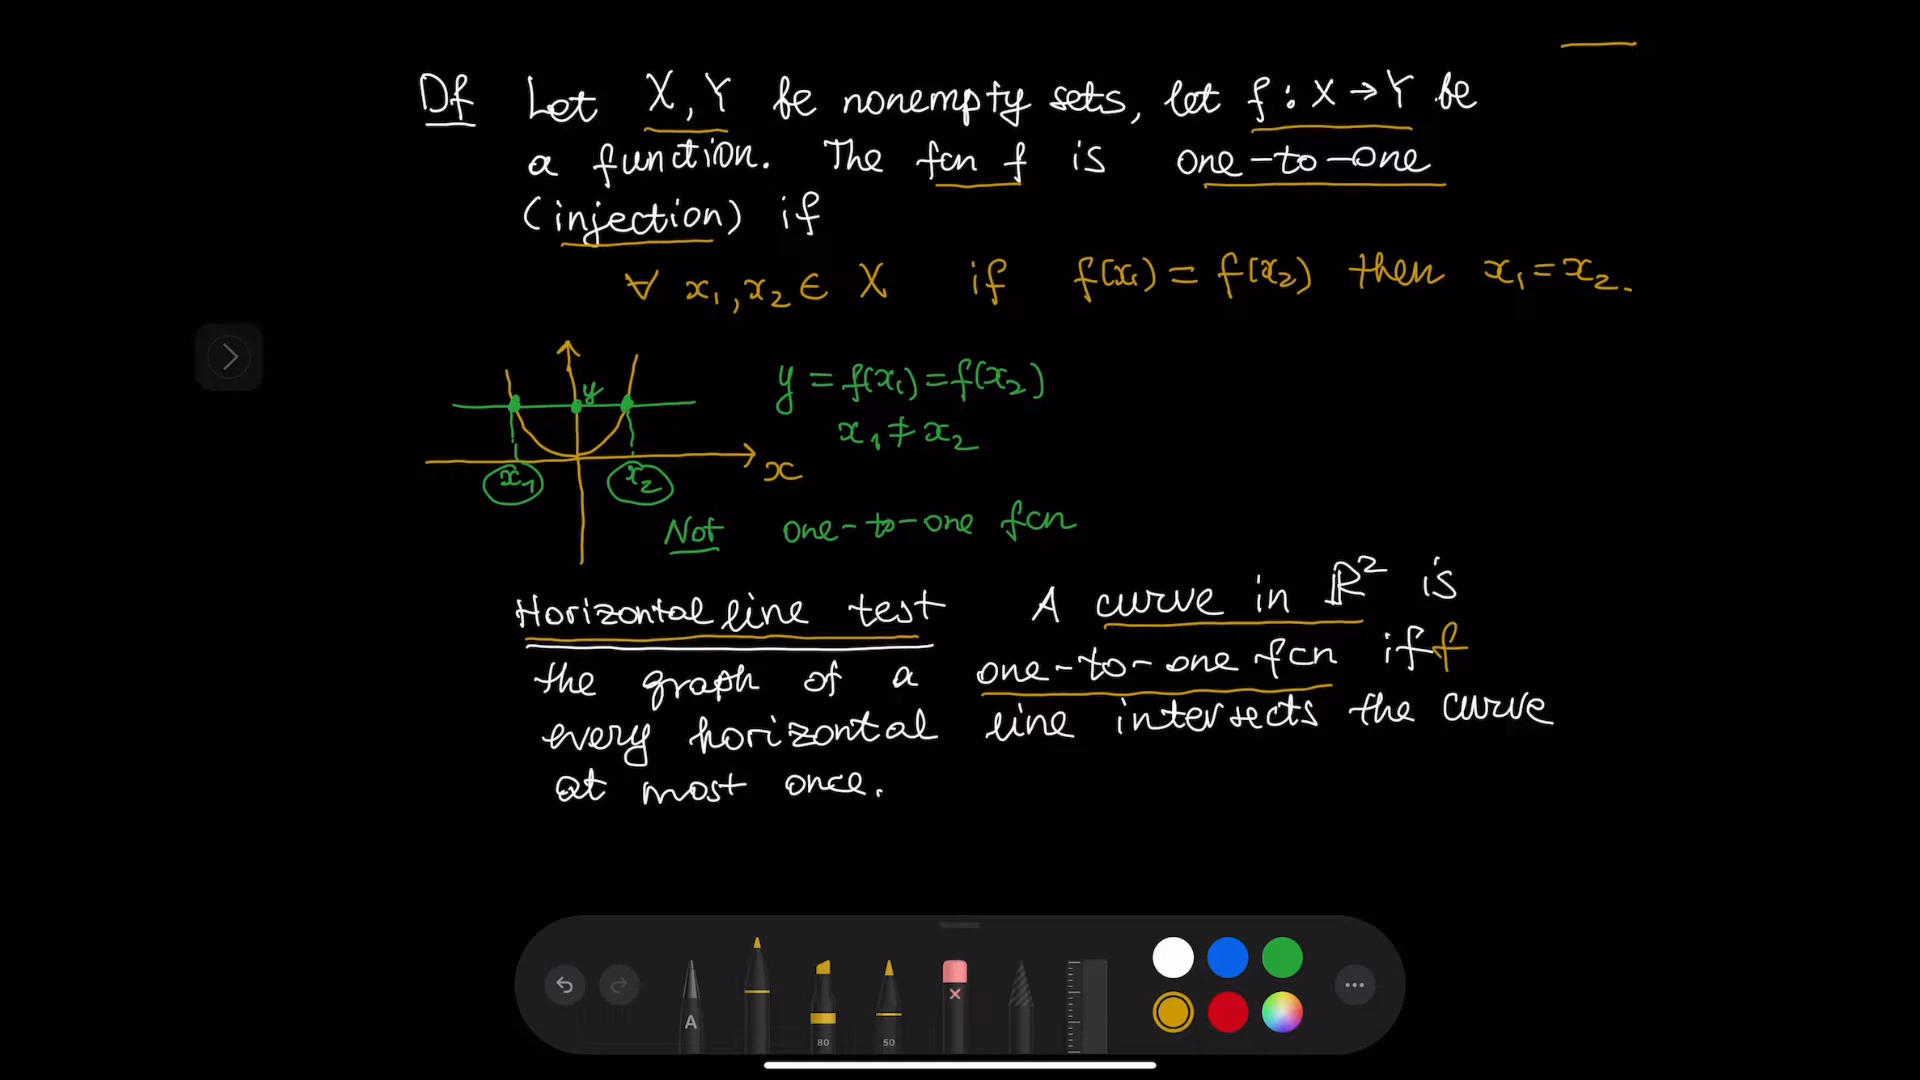 Df Let X, Y be nonempty sets, let f : X → Y be
a function. The fcn f is one-to-one
(injection) if
∀ x₁, x₂ ∈ X if f(x₁) = f(x₂) then x₁ = x₂.
y
y = f(x₁) = f(x₂)
x₁ ≠ x₂
x
x₁ x₂
Not one-to-one fcn
Horizontal line test A curve in ℝ² is
the graph of a one-to-one fcn iff
every horizontal line intersects the curve
at most once.
A 80 50